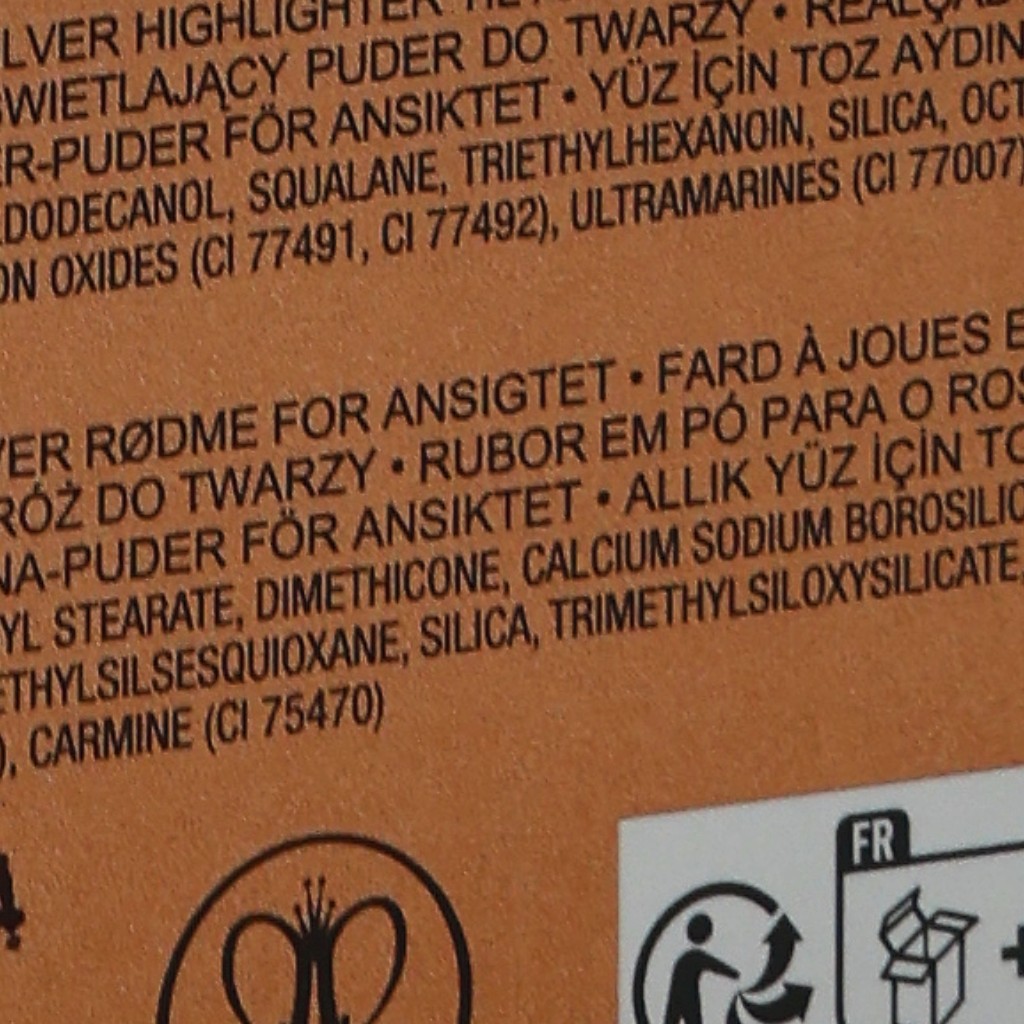 LVER HIGHLIGHTER
ŚWIETLAJĄCY PUDER DO TWARZY •
ER-PUDER FÖR ANSIKTET • YÜZ İÇİN TOZ AYDIN
DODECANOL, SQUALANE, TRIETHYLHEXANOIN, SILICA, OCT
ON OXIDES (CI 77491, CI 77492), ULTRAMARINES (CI 77007)
VER RØDME FOR ANSIGTET • FARD À JOUES E
RÓŻ DO TWARZY • RUBOR EM PÓ PARA O ROS
NA-PUDER FÖR ANSIKTET • ALLIK YÜZ İÇİN TO
YL STEARATE, DIMETHICONE, CALCIUM SODIUM BOROSILIC
ETHYLSILSESQUIOXANE, SILICA, TRIMETHYLSILOXYSILICATE,
), CARMINE (CI 75470)
FR
+